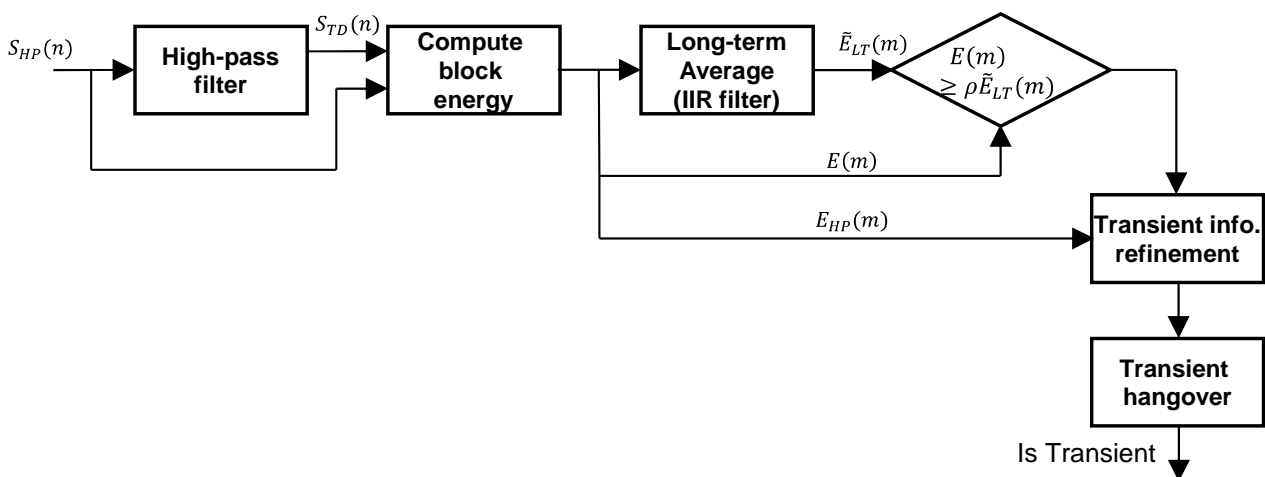 S_HP(n)
High-pass
filter
S_TD(n)
Compute
block
energy
Long-term
Average
(IIR filter)
Ẽ_LT(m)
E(m)
≥ ρẼ_LT(m)
E(m)
E_HP(m)
Transient info.
refinement
Transient
hangover
Is Transient